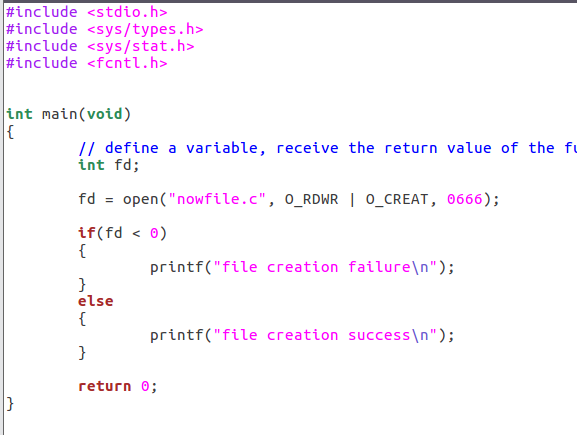 #include <stdio.h>
#include <sys/types.h>
#include <sys/stat.h>
#include <fcntl.h>
int main(void)
{
// define a variable, receive the return value of the
int fd;
fd = open("nowfile.c", O_RDWR | O_CREAT, 0666);
if(fd < 0)
{
printf("file creation failure\n");
}
else
{
printf("file creation success\n");
}
return 0;
}